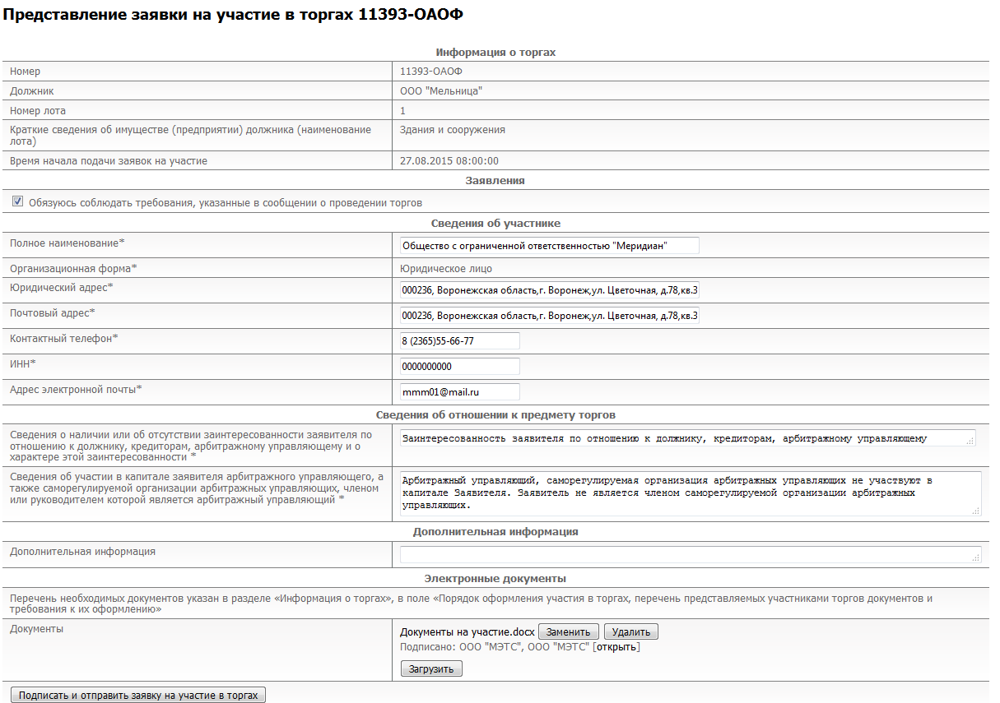 Представление заявки на участие в торгах 11393-ОАОФ
Информация о торгах
Номер 11393-ОАОФ
Должник ООО "Мельница"
Номер лота 1
Краткие сведения об имуществе (предприятии) должника (наименование
лота)
Здания и сооружения
Время начала подачи заявок на участие 27.08.2015 08:00:00
Заявления
Обязуюсь соблюдать требования, указанные в сообщении о проведении торгов
Сведения об участнике
Полное наименование* Общество с ограниченной ответственностью "Меридиан"
Организационная форма* Юридическое лицо
Юридический адрес* 000236, Воронежская область,г. Воронеж,ул. Цветочная, д.78,кв.3
Почтовый адрес* 000236, Воронежская область,г. Воронеж,ул. Цветочная, д.78,кв.3
Контактный телефон* 8 (2365)55-66-77
ИНН* 0000000000
Адрес электронной почты* mmm01@mail.ru
Сведения об отношении к предмету торгов
Сведения о наличии или об отсутствии заинтересованности заявителя по
отношению к должнику, кредиторам, арбитражному управляющему и о
характере этой заинтересованности *
Заинтересованность заявителя по отношению к должнику, кредиторам, арбитражному управляющему
Сведения об участии в капитале заявителя арбитражного управляющего, а
также саморегулируемой организации арбитражных управляющих, членом
или руководителем которой является арбитражный управляющий *
Арбитражный управляющий, саморегулируемая организация арбитражных управляющих не участвуют в
капитале Заявителя. Заявитель не является членом саморегулируемой организации арбитражных
управляющих.
Дополнительная информация
Дополнительная информация
Электронные документы
Перечень необходимых документов указан в разделе «Информация о торгах», в поле «Порядок оформления участия в торгах, перечень представляемых участниками торгов документов и
требования к их оформлению»
Документы
Документы на участие.docx Заменить Удалить
Подписано: ООО "МЭТС", ООО "МЭТС" [открыть]
Загрузить
Подписать и отправить заявку на участие в торгах